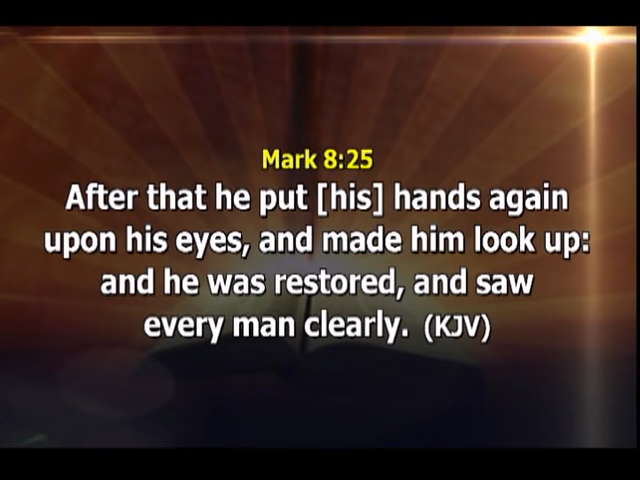 Mark 8:25
After that he put [his] hands again
upon his eyes, and made him look up:
and he was restored, and saw
every man clearly. (KJV)